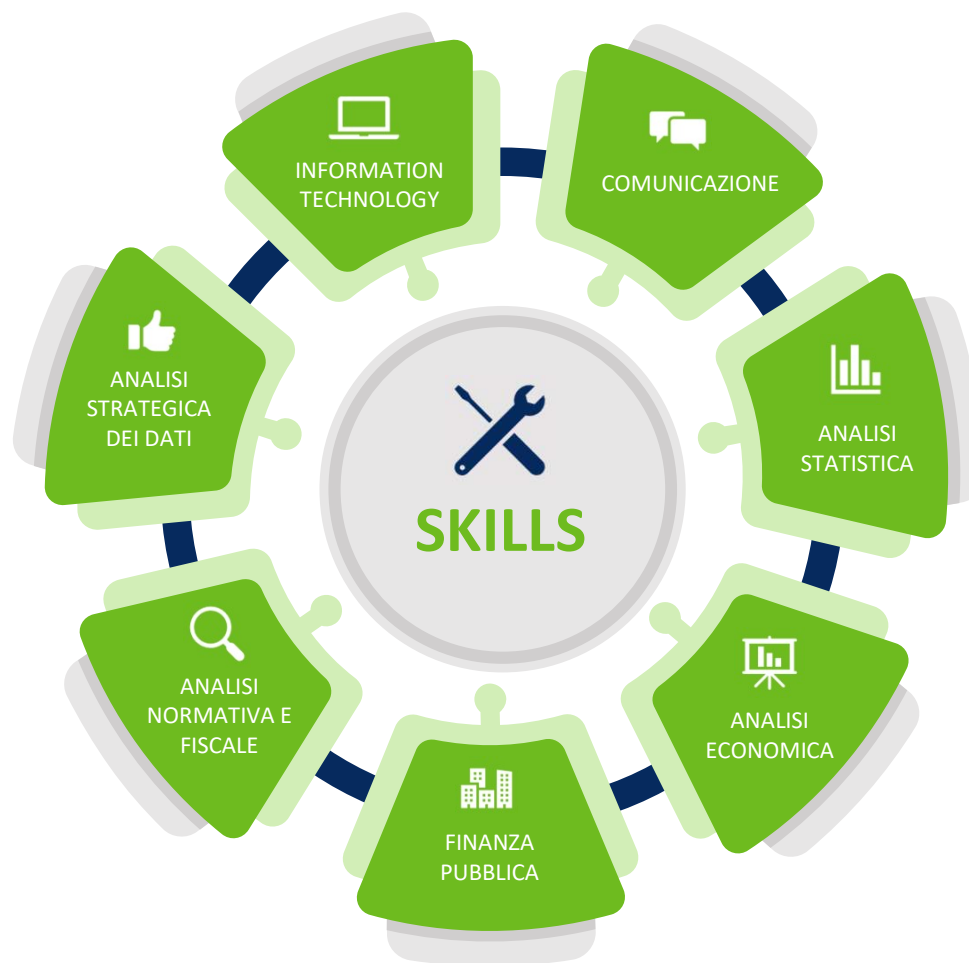 INFORMATION
TECHNOLOGY
COMUNICAZIONE
ANALISI
STATISTICA
ANALISI
ECONOMICA
FINANZA
PUBBLICA
ANALISI
NORMATIVA E
FISCALE
ANALISI
STRATEGICA
DEI DATI
SKILLS